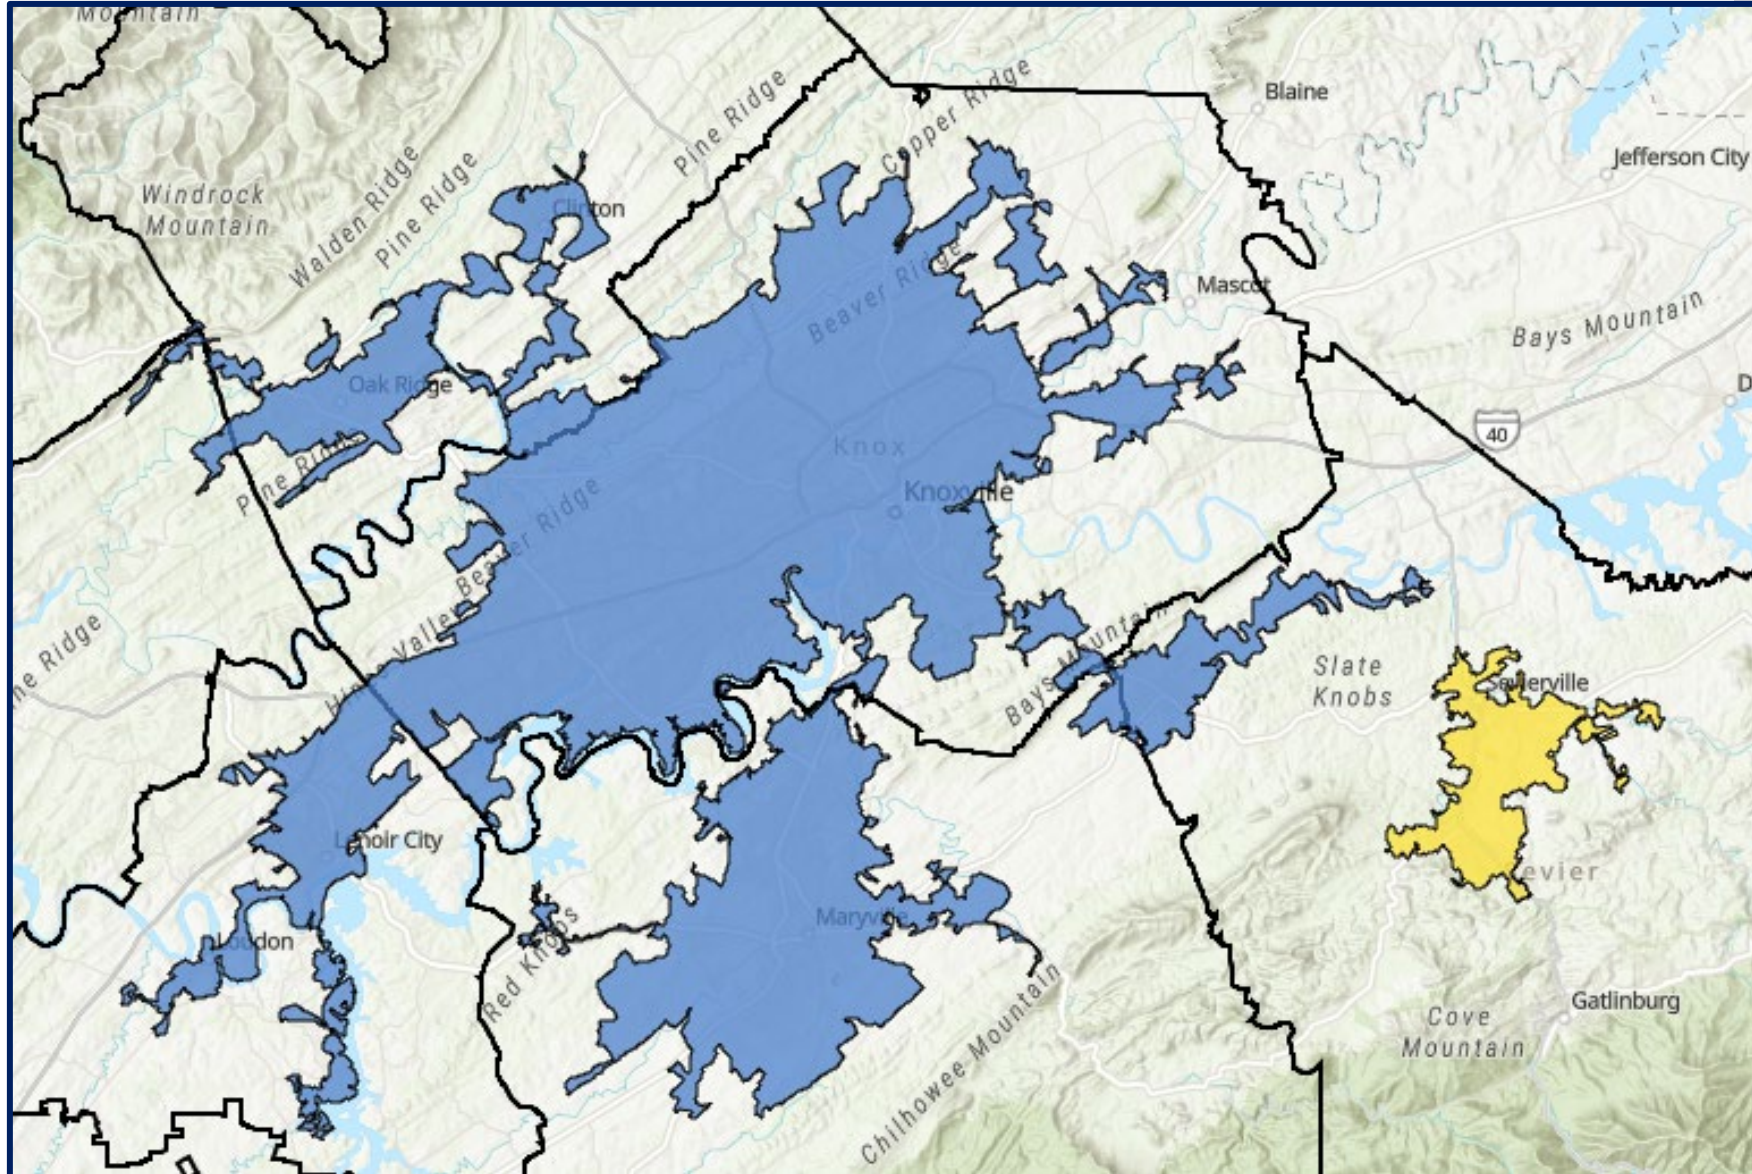 Mountain
Blaine
Pine Ridge
Copper Ridge
Jefferson City
Windrock
Mountain
Walden Ridge
Pine Ridge
Clinton
Beaver Ridge
Mascot
Bays Mountain
D
Oak Ridge
40
Knox
Pine Ridge
Knoxville
Beaver Ridge
Valley
ne Ridge
Bays Mountain
Slate
Knobs
Sevierville
Lenoir City
evier
Maryville
Loudon
Red Knobs
Gatlinburg
Cove
Mountain
Chilhowee Mountain